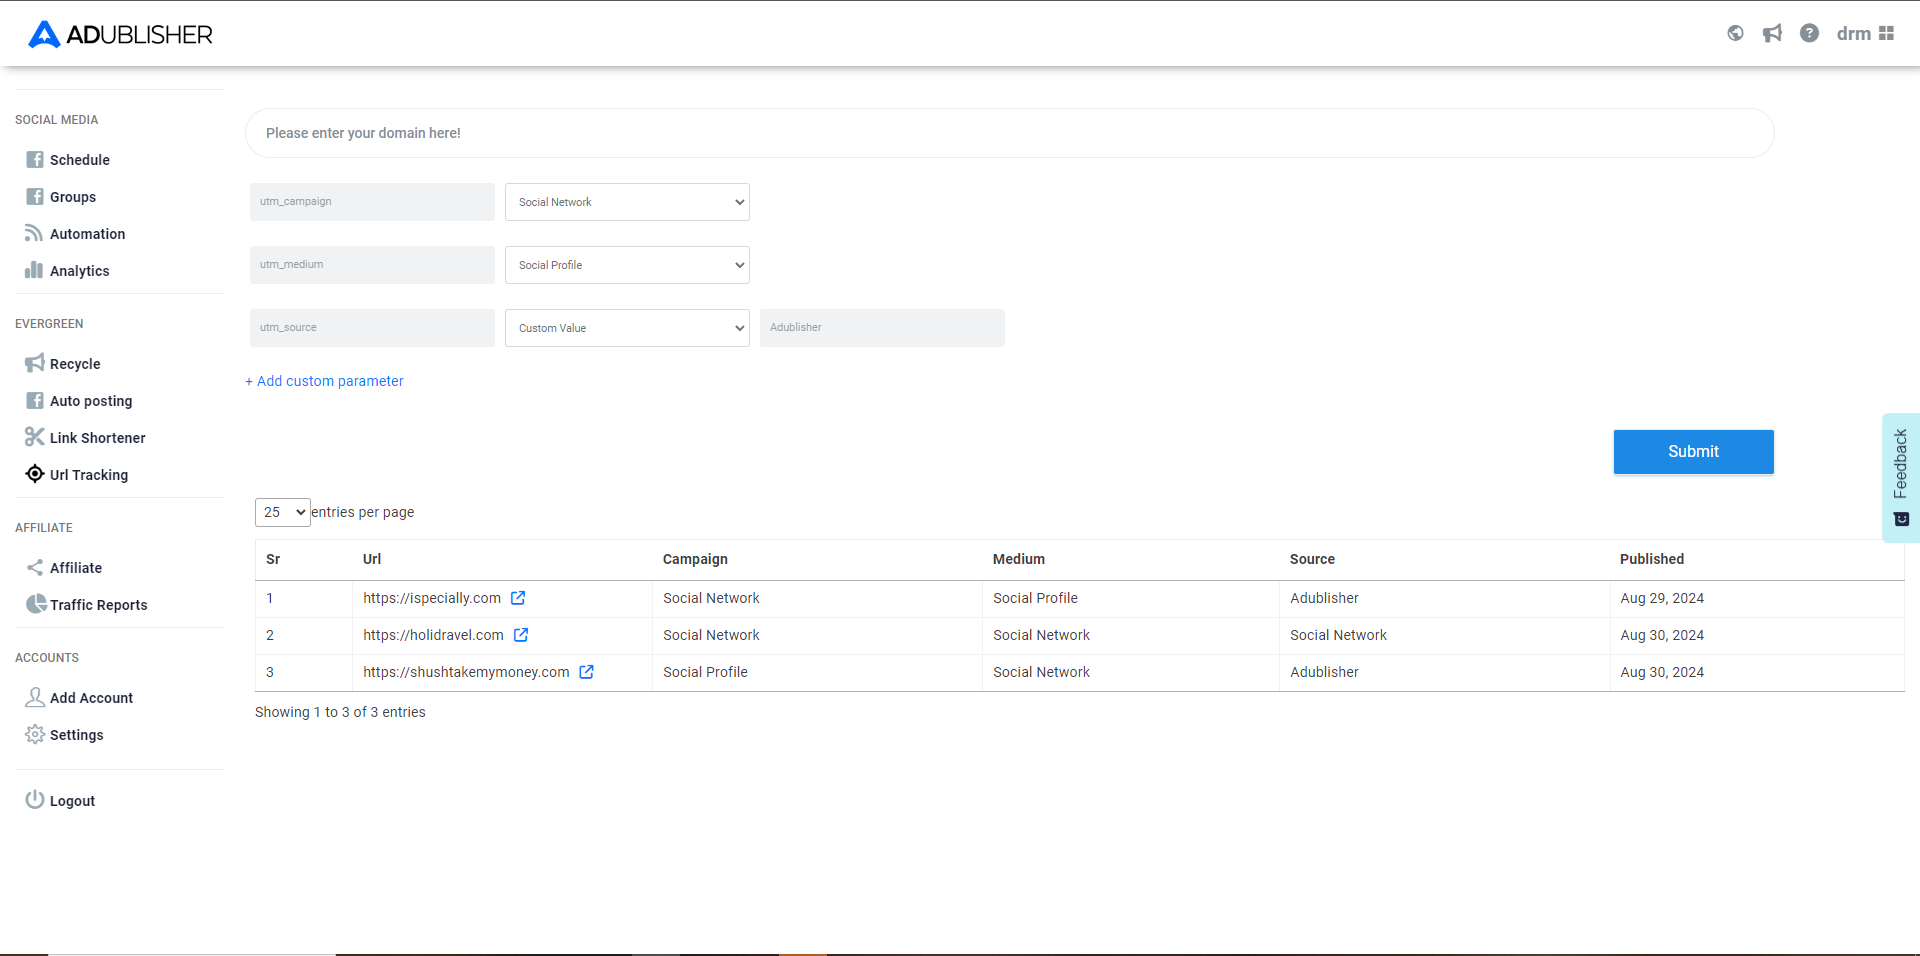 ADUBLISHER
drm
SOCIAL MEDIA
Schedule
Groups
Automation
Analytics
EVERGREEN
Recycle
Auto posting
Link Shortener
Url Tracking
AFFILIATE
Affiliate
Traffic Reports
ACCOUNTS
Add Account
Settings
Logout
Please enter your domain here!
utm_campaign Social Network
utm_medium Social Profile
utm_source Custom Value Adublisher
+ Add custom parameter
Submit
Feedback
25 entries per page
Sr Url Campaign Medium Source Published
1 https://ispecially.com Social Network Social Profile Adublisher Aug 29, 2024
2 https://holidravel.com Social Network Social Network Social Network Aug 30, 2024
3 https://shushtakemymoney.com Social Profile Social Network Adublisher Aug 30, 2024
Showing 1 to 3 of 3 entries